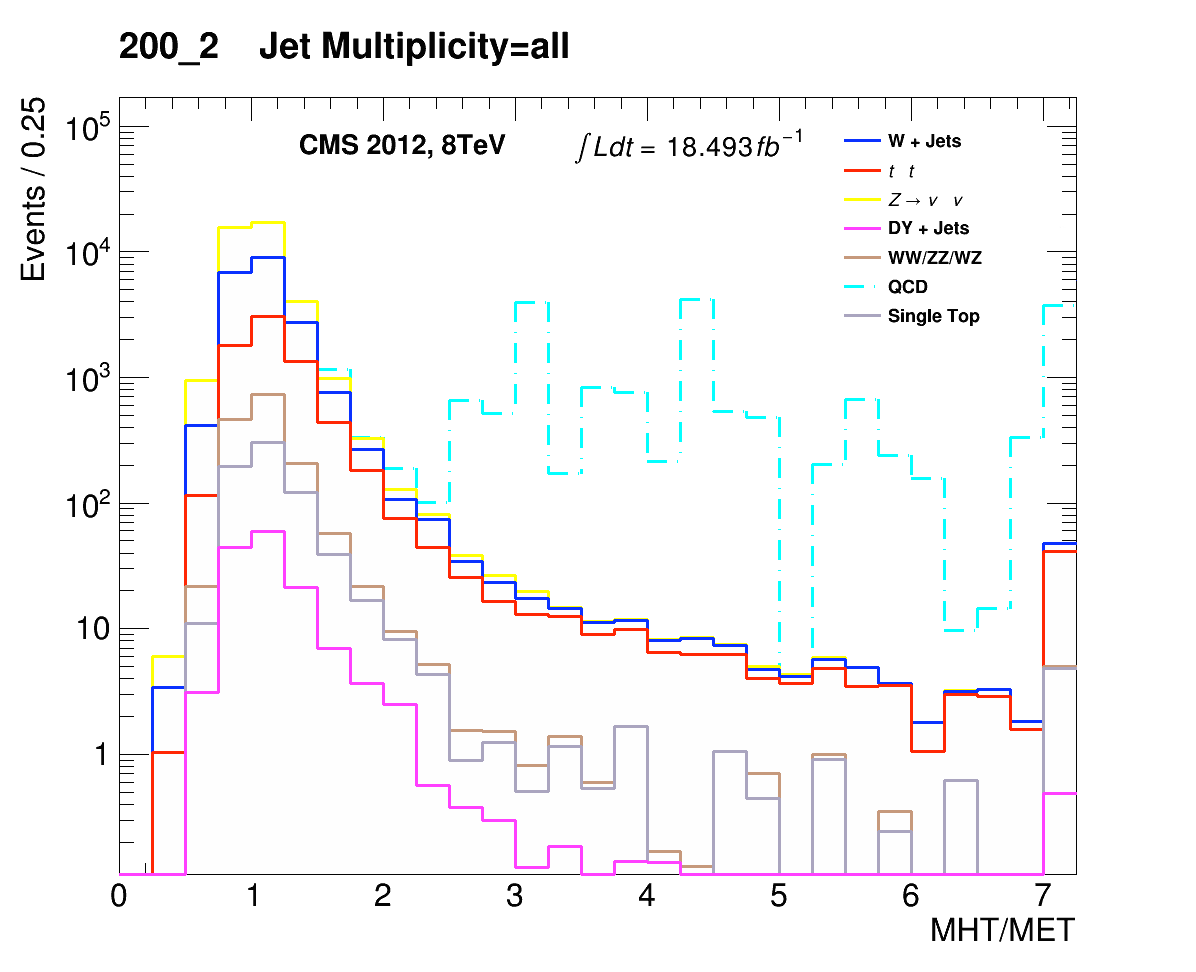 200_2 Jet Multiplicity=all
Events / 0.25
CMS 2012, 8TeV ∫Ldt = 18.493fb⁻¹
W + Jets
t t
Z → ν ν
DY + Jets
WW/ZZ/WZ
QCD
Single Top
10⁵
10⁴
10³
10²
10
1
0 1 2 3 4 5 6 7
MHT/MET